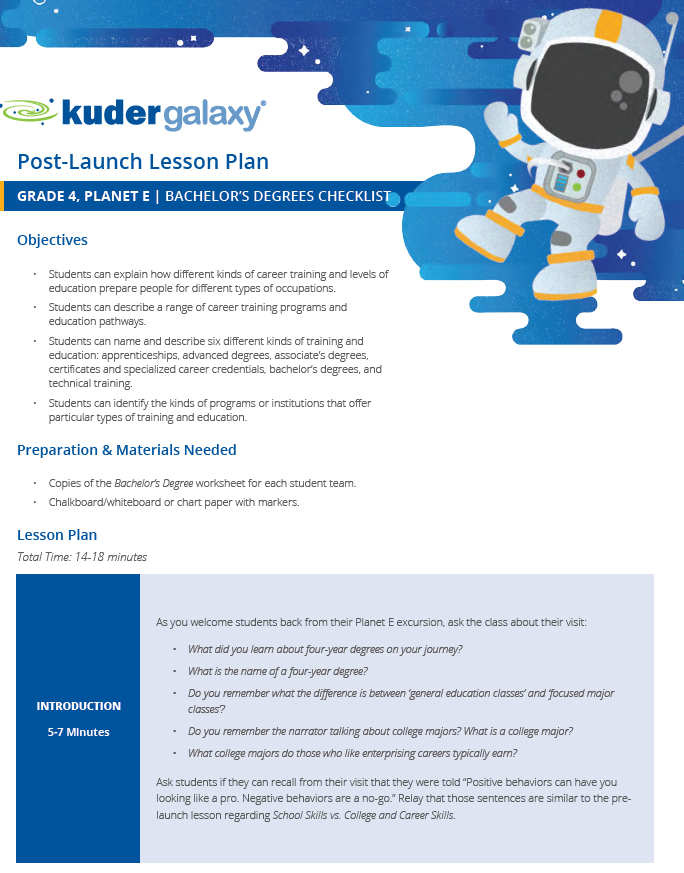 kuder galaxy®
Post-Launch Lesson Plan
GRADE 4, PLANET E | BACHELOR'S DEGREES CHECKLIST
Objectives
• Students can explain how different kinds of career training and levels of
education prepare people for different types of occupations.
• Students can describe a range of career training programs and
education pathways.
• Students can name and describe six different kinds of training and
education: apprenticeships, advanced degrees, associate's degrees,
certificates and specialized career credentials, bachelor's degrees, and
technical training.
• Students can identify the kinds of programs or institutions that offer
particular types of training and education.
Preparation & Materials Needed
• Copies of the Bachelor's Degree worksheet for each student team.
• Chalkboard/whiteboard or chart paper with markers.
Lesson Plan
Total Time: 14-18 minutes
INTRODUCTION
5-7 Minutes
As you welcome students back from their Planet E excursion, ask the class about their visit:
• What did you learn about four-year degrees on your journey?
• What is the name of a four-year degree?
• Do you remember what the difference is between 'general education classes' and 'focused major
classes'?
• Do you remember the narrator talking about college majors? What is a college major?
• What college majors do those who like enterprising careers typically earn?
Ask students if they can recall from their visit that they were told "Positive behaviors can have you
looking like a pro. Negative behaviors are a no-go." Relay that those sentences are similar to the pre-
launch lesson regarding School Skills vs. College and Career Skills.